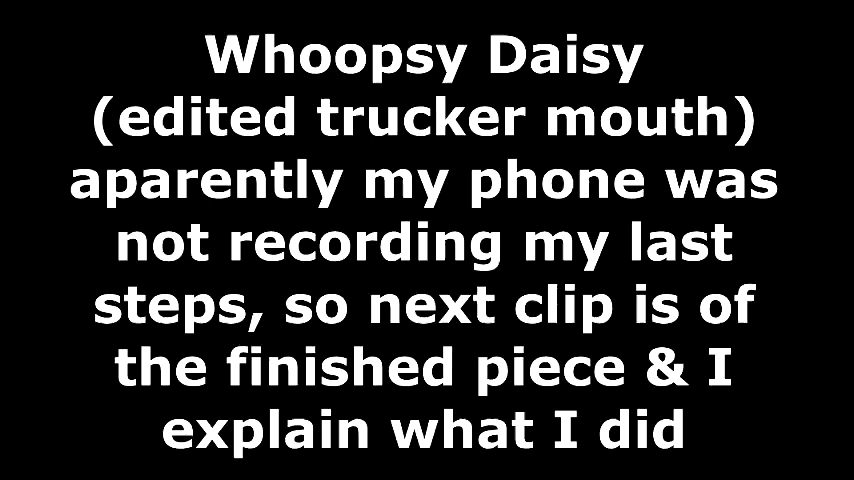 Whoopsy Daisy
(edited trucker mouth)
aparently my phone was
not recording my last
steps, so next clip is of
the finished piece & I
explain what I did